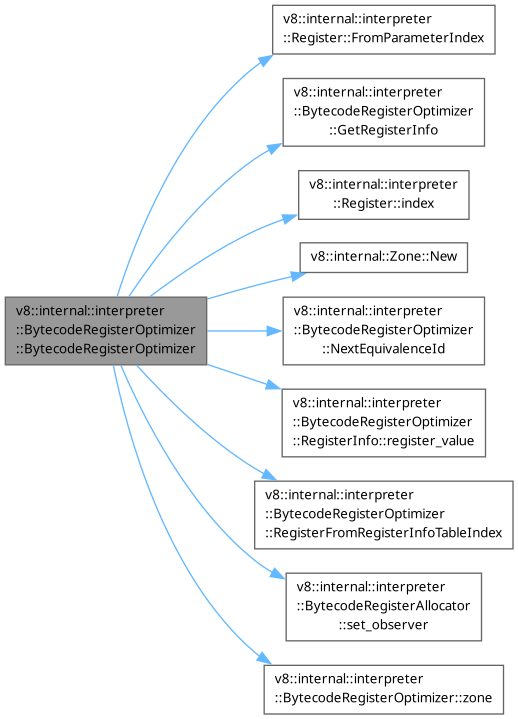 v8::internal::interpreter
::Register::FromParameterIndex
v8::internal::interpreter
::BytecodeRegisterOptimizer
::GetRegisterInfo
v8::internal::interpreter
::Register::index
v8::internal::Zone::New
v8::internal::interpreter
::BytecodeRegisterOptimizer
::BytecodeRegisterOptimizer
v8::internal::interpreter
::BytecodeRegisterOptimizer
::NextEquivalenceId
v8::internal::interpreter
::BytecodeRegisterOptimizer
::RegisterInfo::register_value
v8::internal::interpreter
::BytecodeRegisterOptimizer
::RegisterFromRegisterInfoTableIndex
v8::internal::interpreter
::BytecodeRegisterAllocator
::set_observer
v8::internal::interpreter
::BytecodeRegisterOptimizer::zone